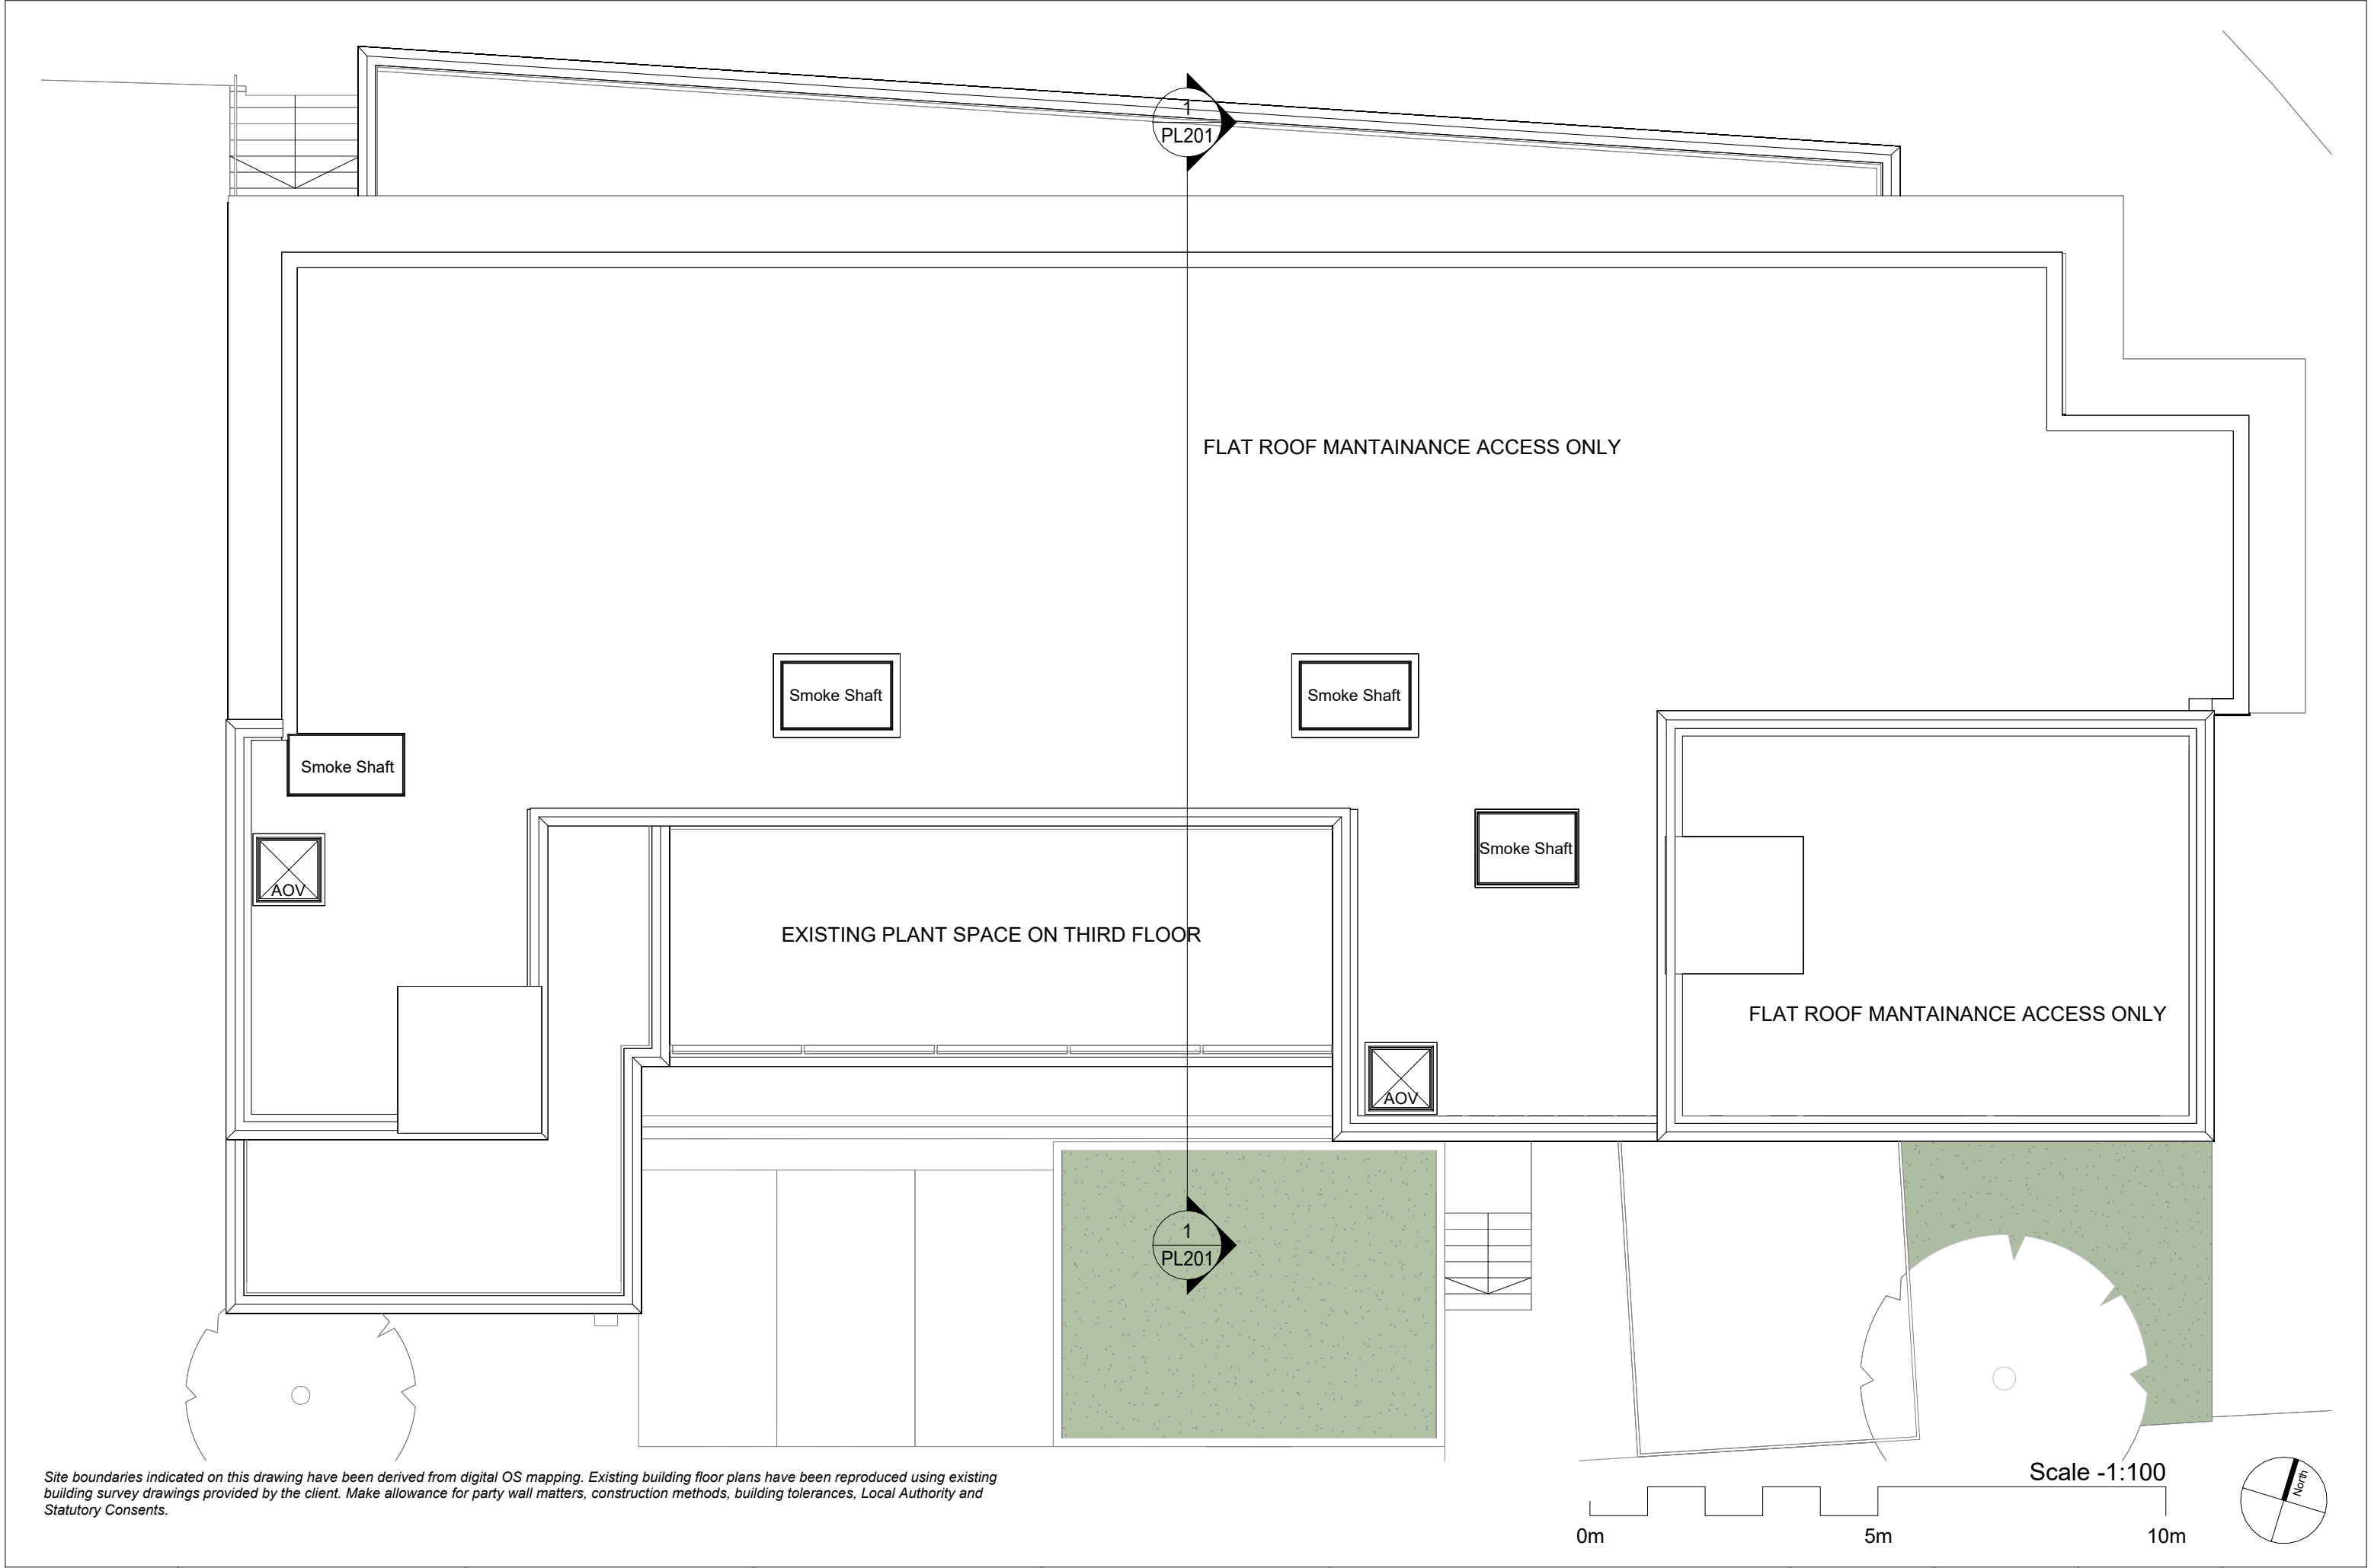 1
PL201
FLAT ROOF MANTAINANCE ACCESS ONLY
Smoke Shaft
Smoke Shaft
Smoke Shaft
Smoke Shaft
AOV
EXISTING PLANT SPACE ON THIRD FLOOR
FLAT ROOF MANTAINANCE ACCESS ONLY
AOV
1
PL201
Site boundaries indicated on this drawing have been derived from digital OS mapping. Existing building floor plans have been reproduced using existing
building survey drawings provided by the client. Make allowance for party wall matters, construction methods, building tolerances, Local Authority and
Statutory Consents.
Scale -1:100
0m
5m
10m
North